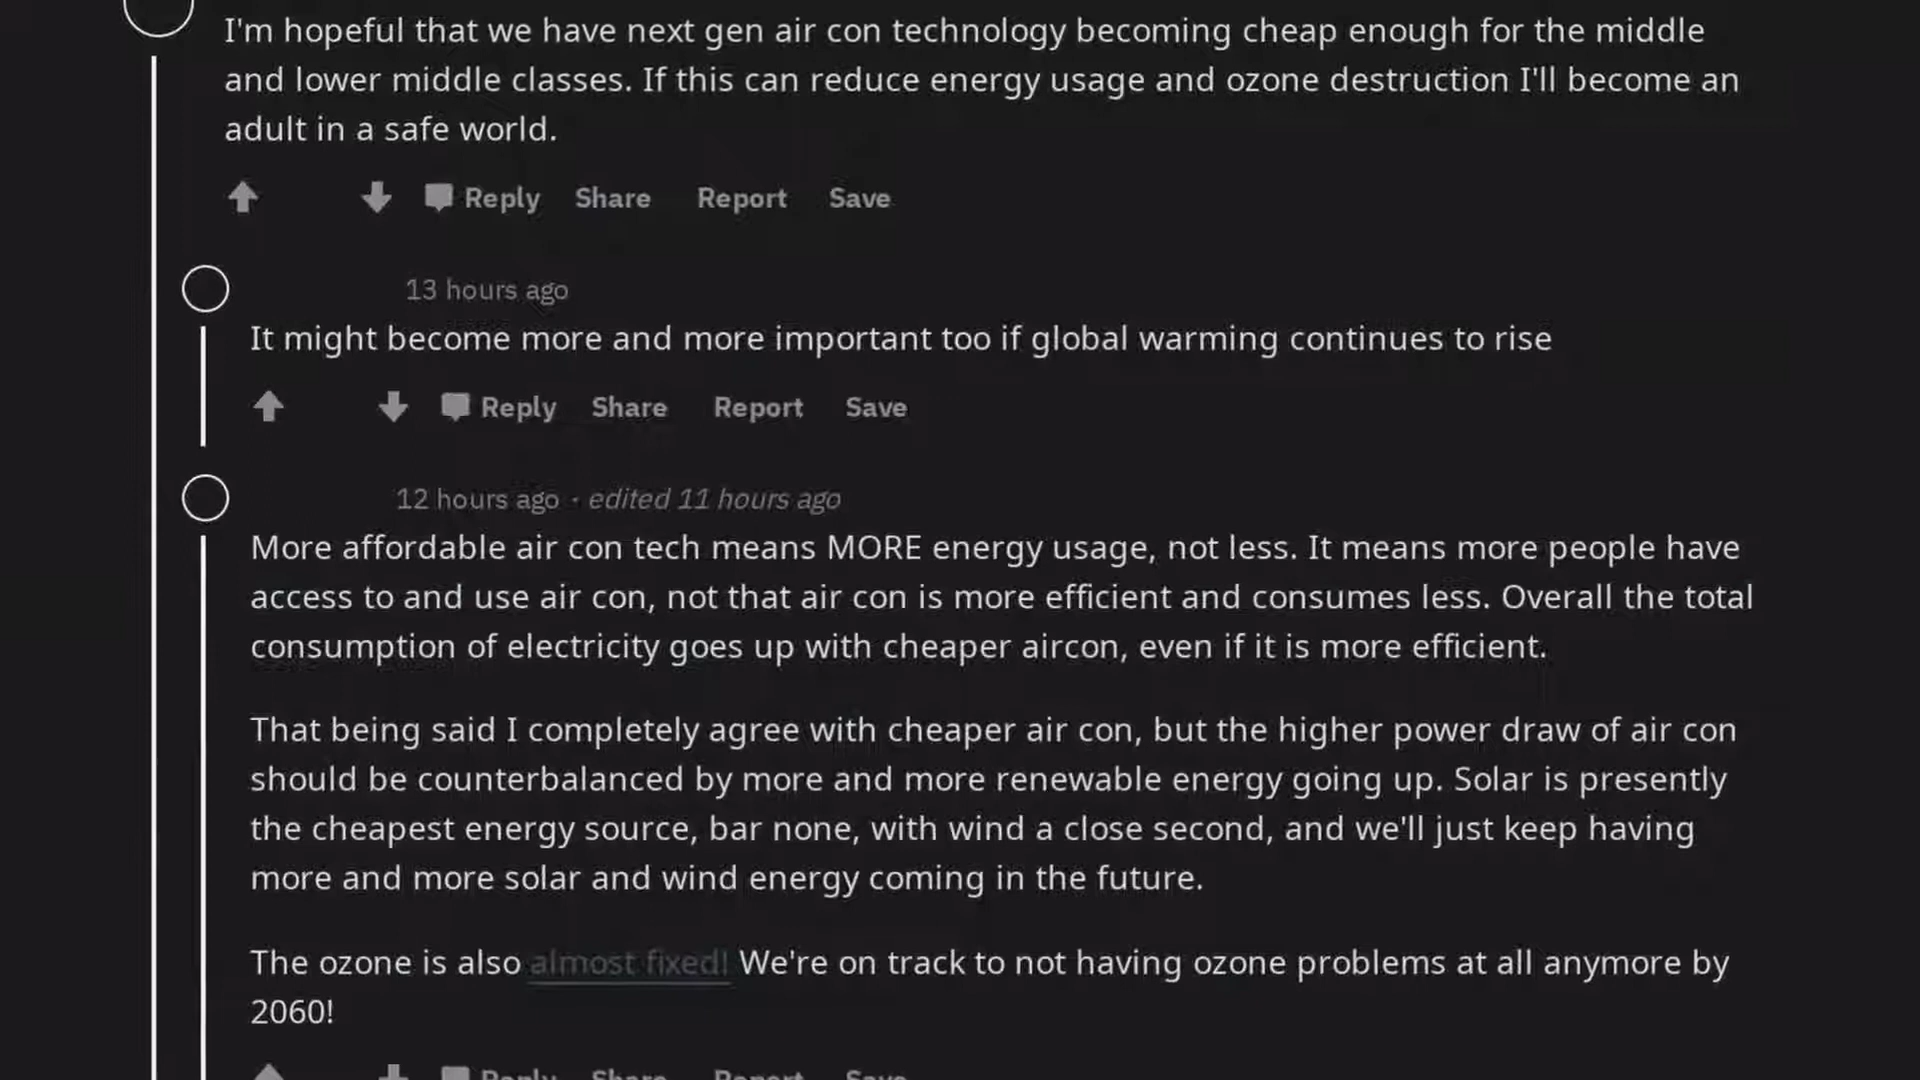 I'm hopeful that we have next gen air con technology becoming cheap enough for the middle
and lower middle classes. If this can reduce energy usage and ozone destruction I'll become an
adult in a safe world.
Reply Share Report Save
13 hours ago
It might become more and more important too if global warming continues to rise
Reply Share Report Save
12 hours ago · edited 11 hours ago
More affordable air con tech means MORE energy usage, not less. It means more people have
access to and use air con, not that air con is more efficient and consumes less. Overall the total
consumption of electricity goes up with cheaper aircon, even if it is more efficient.
That being said I completely agree with cheaper air con, but the higher power draw of air con
should be counterbalanced by more and more renewable energy going up. Solar is presently
the cheapest energy source, bar none, with wind a close second, and we'll just keep having
more and more solar and wind energy coming in the future.
The ozone is also almost fixed! We're on track to not having ozone problems at all anymore by
2060!
Reply Share Report Save